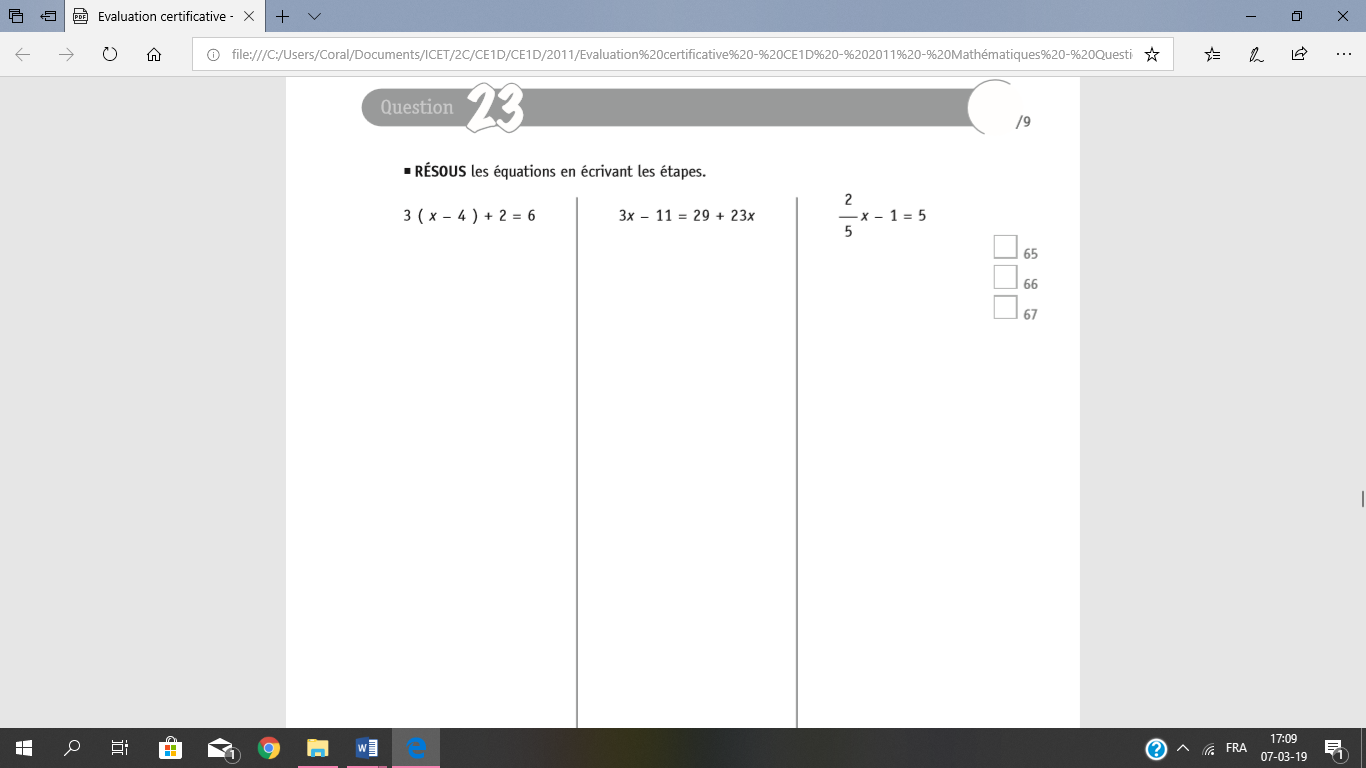 Evaluation certificative -
file:///C:/Users/Coral/Documents/ICET/2C/CE1D/CE1D/2011/Evaluation%20certificative%20-%20CE1D%20-%202011%20-%20Mathématiques%20-%20Questi
Question 23
/9
▪ RÉSOUS les équations en écrivant les étapes.
3 ( x – 4 ) + 2 = 6
3x – 11 = 29 + 23x
2/5 x – 1 = 5
65
66
67
1
FRA
17:09
07-03-19
1